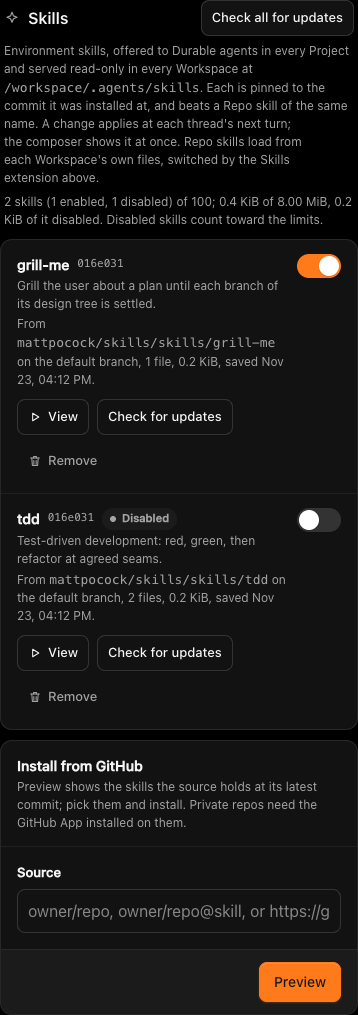 Skills
Check all for updates
Environment skills, offered to Durable agents in every Project
and served read-only in every Workspace at
/workspace/.agents/skills. Each is pinned to the
commit it was installed at, and beats a Repo skill of the same
name. A change applies at each thread's next turn;
the composer shows it at once. Repo skills load from
each Workspace's own files, switched by the Skills
extension above.
2 skills (1 enabled, 1 disabled) of 100; 0.4 KiB of 8.00 MiB, 0.2
KiB of it disabled. Disabled skills count toward the limits.
grill-me 016e031
Grill the user about a plan until each branch of
its design tree is settled.
From
mattpocock/skills/skills/grill-me
on the default branch, 1 file, 0.2 KiB, saved Nov
23, 04:12 PM.
View
Check for updates
Remove
tdd 016e031 Disabled
Test-driven development: red, green, then
refactor at agreed seams.
From mattpocock/skills/skills/tdd on
the default branch, 2 files, 0.2 KiB, saved Nov
23, 04:12 PM.
View
Check for updates
Remove
Install from GitHub
Preview shows the skills the source holds at its latest
commit; pick them and install. Private repos need the
GitHub App installed on them.
Source
owner/repo, owner/repo@skill, or https://g
Preview